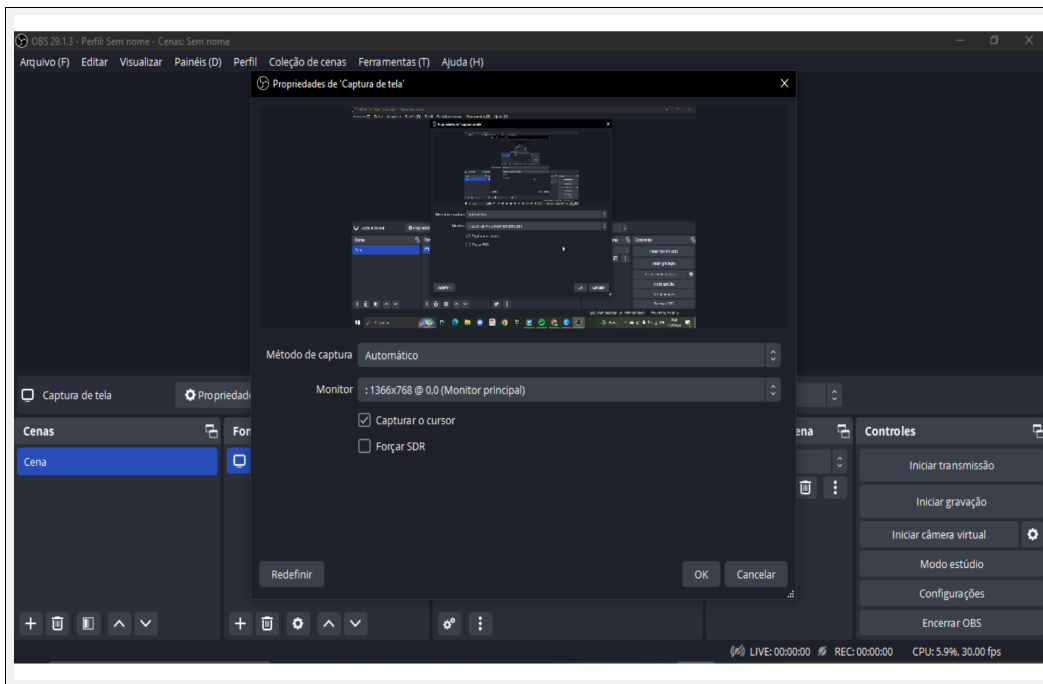 OBS 29.1.3 - Perfil: Sem nome - Cenas: Sem nome
Arquivo (F) Editar Visualizar Painéis (D) Perfil Coleção de cenas Ferramentas (T) Ajuda (H)
Propriedades de 'Captura de tela'
Método de captura Automático
Monitor : 1366x768 @ 0,0 (Monitor principal)
Capturar o cursor
Forçar SDR
Redefinir OK Cancelar
Captura de tela Propriedad
Cenas Fon ena Controles
Cena
Iniciar transmissão
Iniciar gravação
Iniciar câmera virtual
Modo estúdio
Configurações
Encerrar OBS
LIVE: 00:00:00 REC: 00:00:00 CPU: 5.9%, 30.00 fps